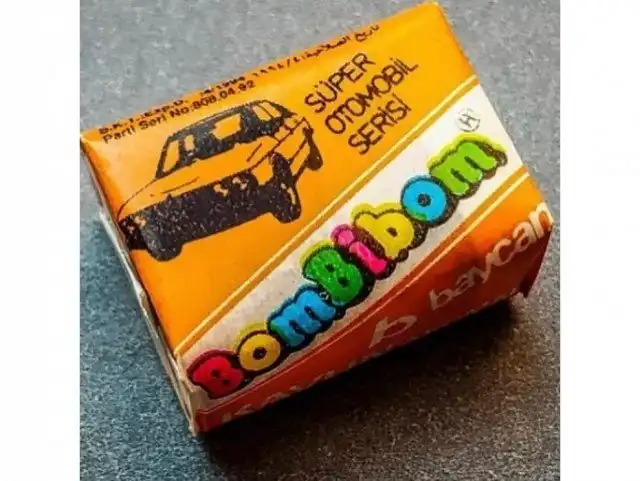 Parti Seri No:808.04.92
SÜPER
OTOMOBİL
SERİSİ
BomBibom
b baycan